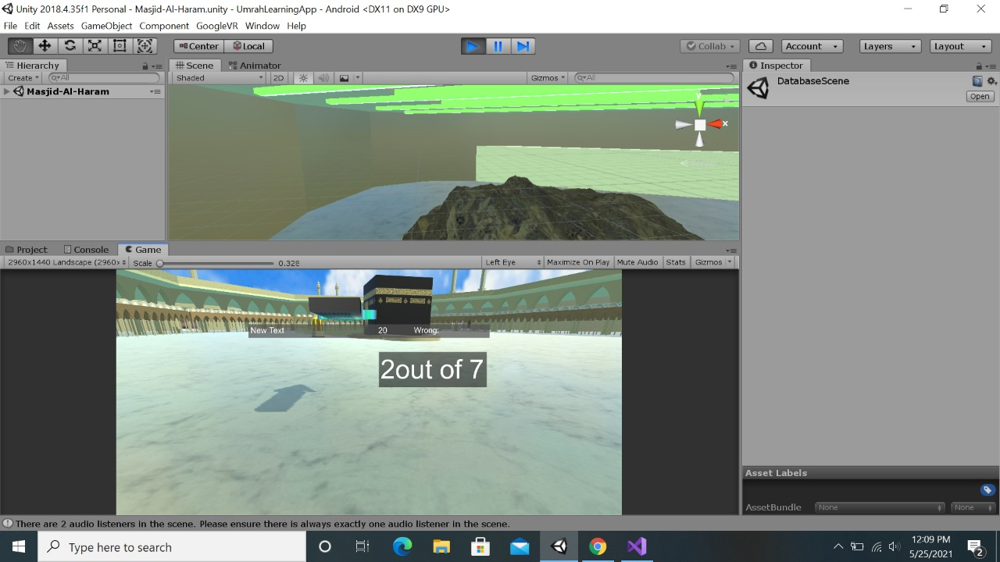 Unity 2018.4.35f1 Personal - Masjid-Al-Haram.unity - UmrahLearningApp - Android <DX11 on DX9 GPU>
File Edit Assets GameObject Component GoogleVR Window Help
Center Local Collab Account Layers Layout
Hierarchy Scene Animator Inspector
Create All Shaded 2D Gizmos All
DatabaseScene
Open
Masjid-Al-Haram
y
x
Project Console Game
2960x1440 Landscape (2960x Scale 0.328 Left Eye Maximize On Play Mute Audio Stats Gizmos
New Text 20 Wrong:
2out of 7
Asset Labels
AssetBundle None None
There are 2 audio listeners in the scene. Please ensure there is always exactly one audio listener in the scene.
Type here to search
12:09 PM
5/25/2021
2